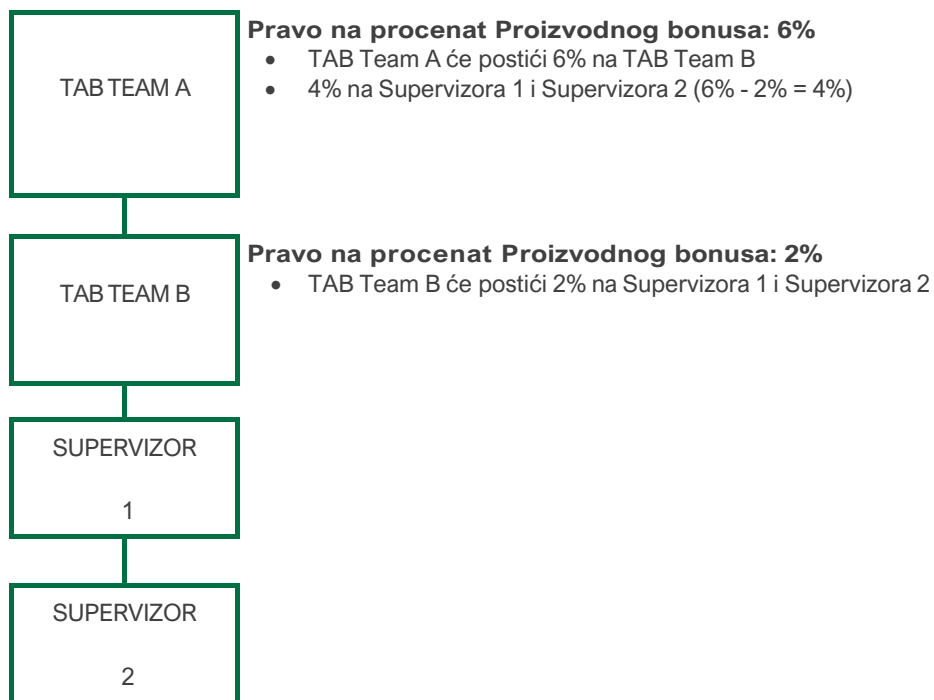 TAB TEAM A
Pravo na procenat Proizvodnog bonusa: 6%
• TAB Team A će postići 6% na TAB Team B
• 4% na Supervizora 1 i Supervizora 2 (6% - 2% = 4%)
TAB TEAM B
Pravo na procenat Proizvodnog bonusa: 2%
• TAB Team B će postići 2% na Supervizora 1 i Supervizora 2
SUPERVIZOR
1
SUPERVIZOR
2